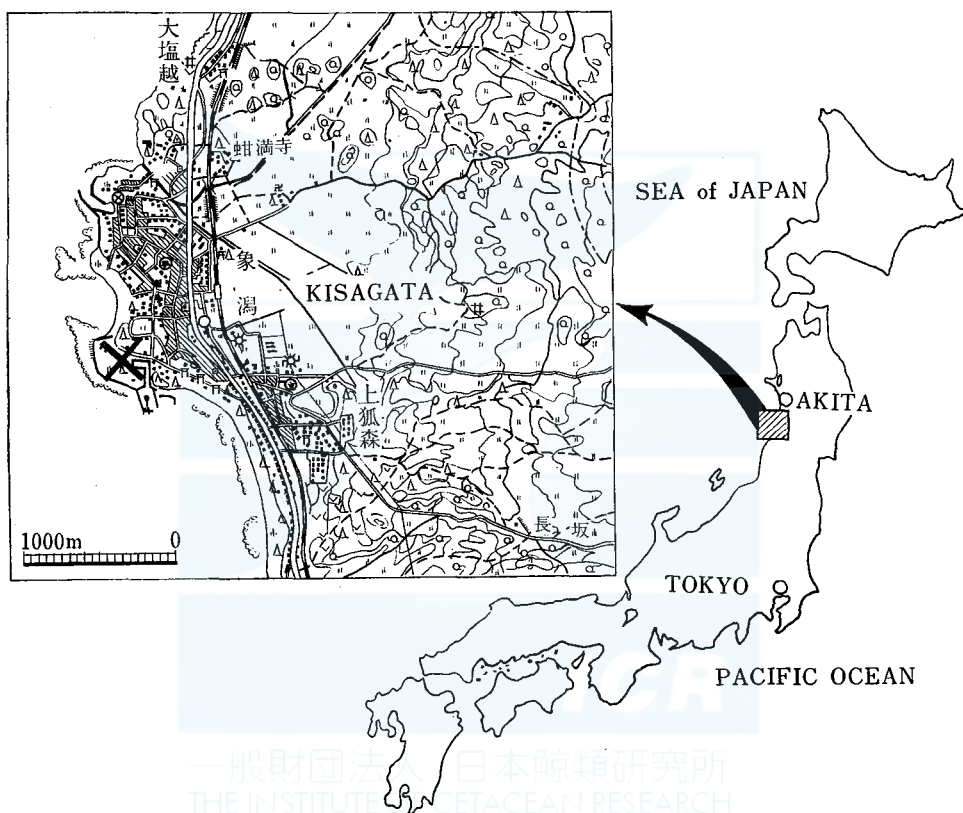 大塩越
蚶満寺
象
潟
KISAGATA
上狐森
長坂
1000m 0
SEA of JAPAN
AKITA
TOKYO
PACIFIC OCEAN
ICR
一般財団法人 日本鯨類研究所
THE INSTITUTE OF CETACEAN RESEARCH